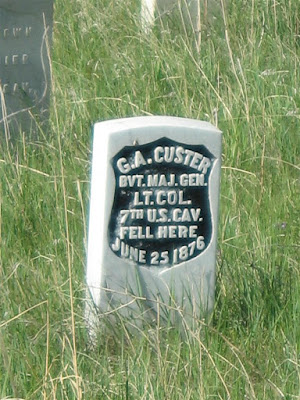 G.A. CUSTER
BVT. MAJ. GEN.
LT. COL.
7TH U.S. CAV.
FELL HERE
JUNE 25 1876